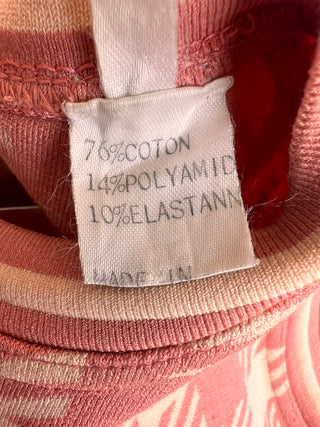 76%COTON
14%POLYAMID
10%ELASTANN
MADE IN